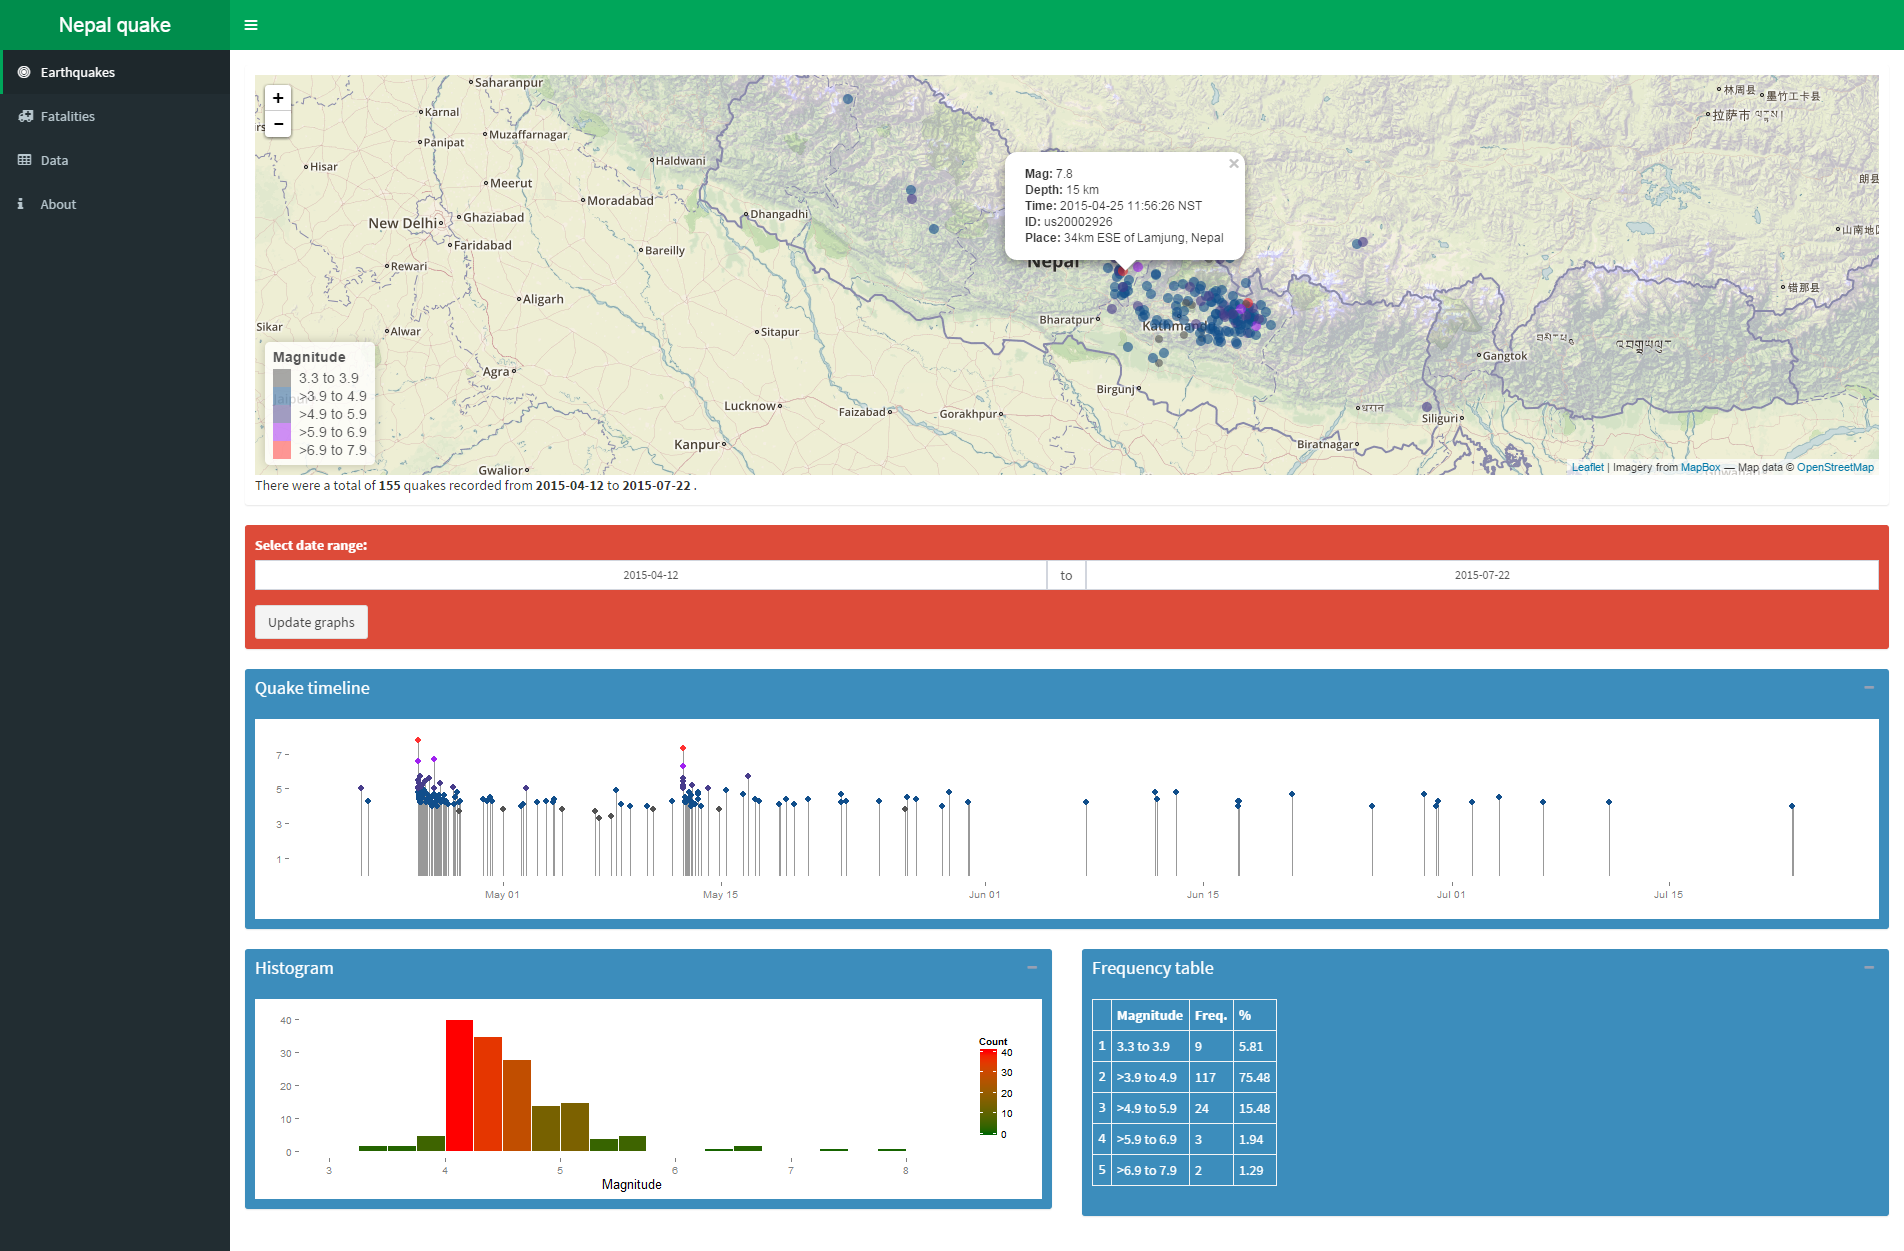 Nepal quake
Earthquakes
Fatalities
Data
About
+
−
Saharanpur
Karnal
Muzaffarnagar
Panipat
Hisar
Haldwani
Meerut
Moradabad
New Delhi
Ghaziabad
Dhangadhi
Faridabad
Bareilly
Rewari
Aligarh
Sikar
Alwar
Sitapur
Agra
Lucknow
Faizabad
Gorakhpur
Kanpur
Gwalior
×
Mag: 7.8
Depth: 15 km
Time: 2015-04-25 11:56:26 NST
ID: us20002926
Place: 34km ESE of Lamjung, Nepal
Nepal
Bharatpur
Kathmandu
Birgunj
Biratnagar
धरान
Siliguri
Gangtok
འབྲུག་ཡུལ་
林周县
墨竹工卡县
拉萨市
朗县
山南地区
错那县
Magnitude
3.3 to 3.9
>3.9 to 4.9
>4.9 to 5.9
>5.9 to 6.9
>6.9 to 7.9
Leaflet | Imagery from MapBox — Map data © OpenStreetMap
There were a total of 155 quakes recorded from 2015-04-12 to 2015-07-22 .
Select date range:
2015-04-12 to 2015-07-22
Update graphs
Quake timeline
7
5
3
1
May 01 May 15 Jun 01 Jun 15 Jul 01 Jul 15
Histogram
40
30
20
10
0
3 4 5 6 7 8
Magnitude
Count
40
30
20
10
0
Frequency table
Magnitude Freq. %
1 3.3 to 3.9 9 5.81
2 >3.9 to 4.9 117 75.48
3 >4.9 to 5.9 24 15.48
4 >5.9 to 6.9 3 1.94
5 >6.9 to 7.9 2 1.29